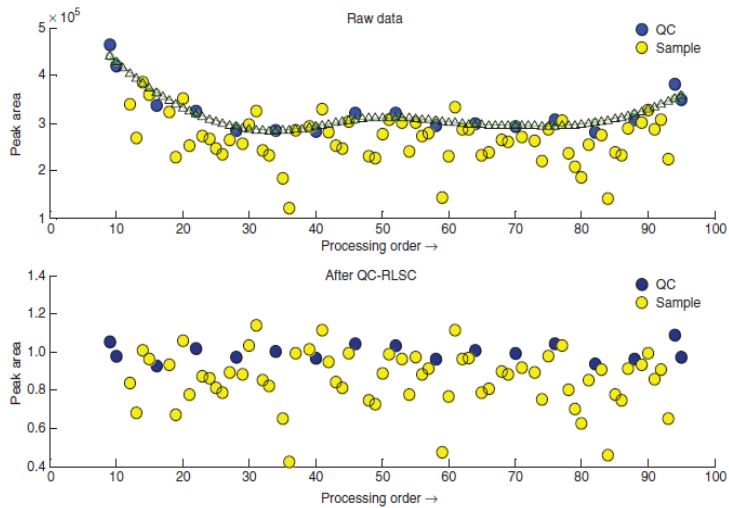 Raw data
× 10⁵
QC
Sample
5
4
3
2
1
Peak area
0 10 20 30 40 50 60 70 80 90 100
Processing order →
After QC-RLSC
QC
Sample
1.4
1.2
1.0
0.8
0.6
0.4
Peak area
0 10 20 30 40 50 60 70 80 90 100
Processing order →